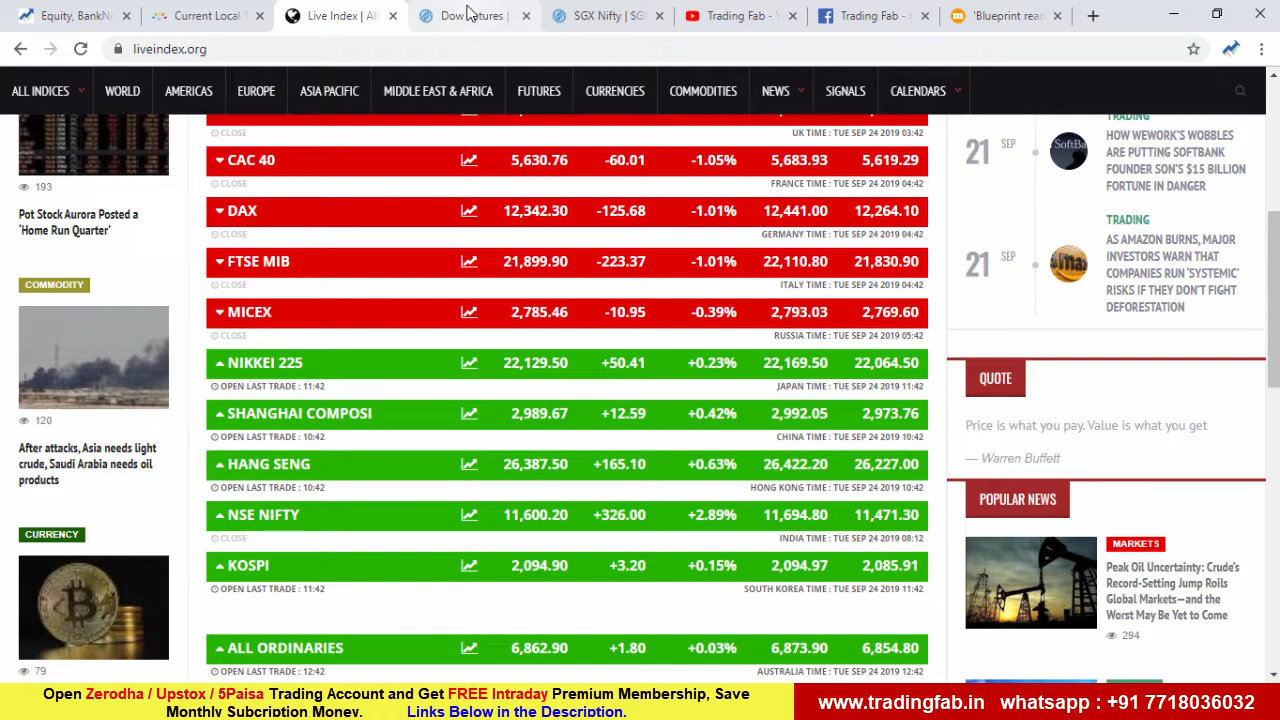 Equity, BankNi
Current Local T
Live Index | All
Dow Futures |
SGX Nifty | SG
Trading Fab - Y
Trading Fab -
'Blueprint read
liveindex.org
ALL INDICES
WORLD
AMERICAS
EUROPE
ASIA PACIFIC
MIDDLE EAST & AFRICA
FUTURES
CURRENCIES
COMMODITIES
NEWS
SIGNALS
CALENDARS
193
Pot Stock Aurora Posted a
'Home Run Quarter'
COMMODITY
120
After attacks, Asia needs light
crude, Saudi Arabia needs oil
products
CURRENCY
79
CLOSE UK TIME : TUE SEP 24 2019 03:42
CAC 40 5,630.76 -60.01 -1.05% 5,683.93 5,619.29
CLOSE FRANCE TIME : TUE SEP 24 2019 04:42
DAX 12,342.30 -125.68 -1.01% 12,441.00 12,264.10
CLOSE GERMANY TIME : TUE SEP 24 2019 04:42
FTSE MIB 21,899.90 -223.37 -1.01% 22,110.80 21,830.90
CLOSE ITALY TIME : TUE SEP 24 2019 04:42
MICEX 2,785.46 -10.95 -0.39% 2,793.03 2,769.60
CLOSE RUSSIA TIME : TUE SEP 24 2019 05:42
NIKKEI 225 22,129.50 +50.41 +0.23% 22,169.50 22,064.50
OPEN LAST TRADE : 11:42 JAPAN TIME : TUE SEP 24 2019 11:42
SHANGHAI COMPOSI 2,989.67 +12.59 +0.42% 2,992.05 2,973.76
OPEN LAST TRADE : 10:42 CHINA TIME : TUE SEP 24 2019 10:42
HANG SENG 26,387.50 +165.10 +0.63% 26,422.20 26,227.00
OPEN LAST TRADE : 10:42 HONG KONG TIME : TUE SEP 24 2019 10:42
NSE NIFTY 11,600.20 +326.00 +2.89% 11,694.80 11,471.30
CLOSE INDIA TIME : TUE SEP 24 2019 08:12
KOSPI 2,094.90 +3.20 +0.15% 2,094.97 2,085.91
OPEN LAST TRADE : 11:42 SOUTH KOREA TIME : TUE SEP 24 2019 11:42
ALL ORDINARIES 6,862.90 +1.80 +0.03% 6,873.90 6,854.80
OPEN LAST TRADE : 12:42 AUSTRALIA TIME : TUE SEP 24 2019 12:42
TRADING
21 SEP
SoftBa
HOW WEWORK'S WOBBLES
ARE PUTTING SOFTBANK
FOUNDER SON'S $15 BILLION
FORTUNE IN DANGER
TRADING
21 SEP
AS AMAZON BURNS, MAJOR
INVESTORS WARN THAT
COMPANIES RUN 'SYSTEMIC'
RISKS IF THEY DON'T FIGHT
DEFORESTATION
QUOTE
Price is what you pay. Value is what you get
— Warren Buffett
POPULAR NEWS
MARKETS
Peak Oil Uncertainty: Crude's
Record-Setting Jump Roils
Global Markets—and the
Worst May Be Yet to Come
294
Open Zerodha / Upstox / 5Paisa Trading Account and Get FREE Intraday Premium Membership, Save
Monthly Subcription Money. Links Below in the Description.
www.tradingfab.in whatsapp : +91 7718036032